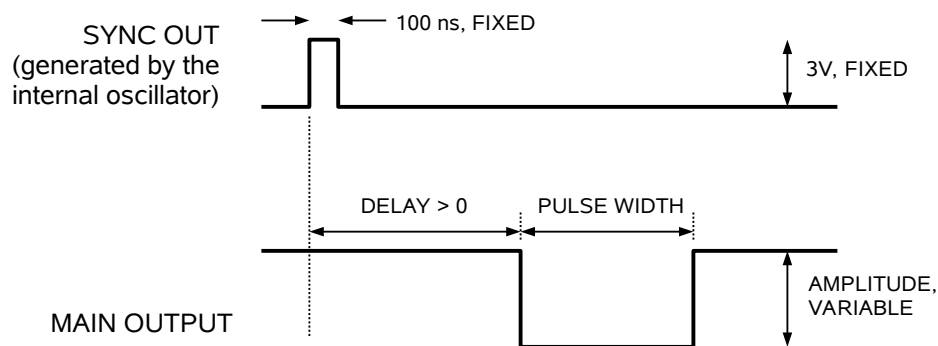 100 ns, FIXED
SYNC OUT
(generated by the
internal oscillator)
3V, FIXED
DELAY > 0
PULSE WIDTH
AMPLITUDE,
VARIABLE
MAIN OUTPUT